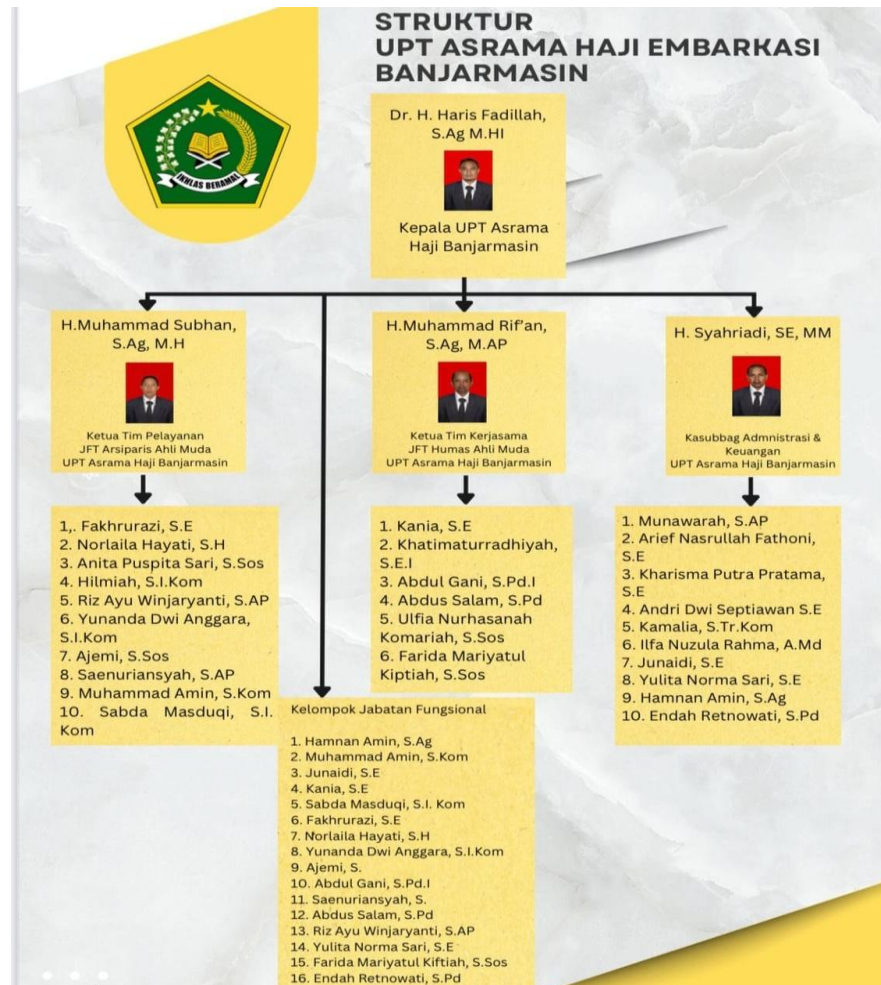 STRUKTUR
UPT ASRAMA HAJI EMBARKASI
BANJARMASIN
IKHLAS BERAMAL
Dr. H. Haris Fadillah,
S.Ag M.HI
Kepala UPT Asrama
Haji Banjarmasin
H.Muhammad Subhan,
S.Ag, M.H
Ketua Tim Pelayanan
JFT Arsiparis Ahli Muda
UPT Asrama Haji Banjarmasin
H.Muhammad Rif'an,
S.Ag, M.AP
Ketua Tim Kerjasama
JFT Humas Ahli Muda
UPT Asrama Haji Banjarmasin
H. Syahriadi, SE, MM
Kasubbag Admnistrasi &
Keuangan
UPT Asrama Haji Banjarmasin
1,. Fakhrurazi, S.E
2. Norlaila Hayati, S.H
3. Anita Puspita Sari, S.Sos
4. Hilmiah, S.I.Kom
5. Riz Ayu Winjaryanti, S.AP
6. Yunanda Dwi Anggara,
S.I.Kom
7. Ajemi, S.Sos
8. Saenuriansyah, S.AP
9. Muhammad Amin, S.Kom
10. Sabda Masduqi, S.I.
Kom
1. Kania, S.E
2. Khatimaturradhiyah,
S.E.I
3. Abdul Gani, S.Pd.I
4. Abdus Salam, S.Pd
5. Ulfia Nurhasanah
Komariah, S.Sos
6. Farida Mariyatul
Kiptiah, S.Sos
1. Munawarah, S.AP
2. Arief Nasrullah Fathoni,
S.E
3. Kharisma Putra Pratama,
S.E
4. Andri Dwi Septiawan S.E
5. Kamalia, S.Tr.Kom
6. Ilfa Nuzula Rahma, A.Md
7. Junaidi, S.E
8. Yulita Norma Sari, S.E
9. Hamnan Amin, S.Ag
10. Endah Retnowati, S.Pd
Kelompok Jabatan Fungsional
1. Hamnan Amin, S.Ag
2. Muhammad Amin, S.Kom
3. Junaidi, S.E
4. Kania, S.E
5. Sabda Masduqi, S.I. Kom
6. Fakhrurazi, S.E
7. Norlaila Hayati, S.H
8. Yunanda Dwi Anggara, S.I.Kom
9. Ajemi, S.
10. Abdul Gani, S.Pd.I
11. Saenuriansyah, S.
12. Abdus Salam, S.Pd
13. Riz Ayu Winjaryanti, S.AP
14. Yulita Norma Sari, S.E
15. Farida Mariyatul Kiftiah, S.Sos
16. Endah Retnowati, S.Pd